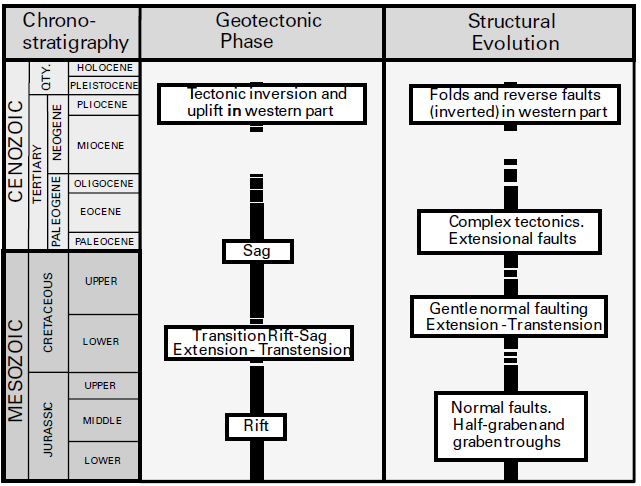 Chrono-
stratigraphy
Geotectonic
Phase
Structural
Evolution
CENOZOIC
QTY.
HOLOCENE
PLEISTOCENE
TERTIARY
NEOGENE
PLIOCENE
MIOCENE
PALEOGENE
OLIGOCENE
EOCENE
PALEOCENE
MESOZOIC
CRETACEOUS
UPPER
LOWER
JURASSIC
UPPER
MIDDLE
LOWER
Tectonic inversion and
uplift in western part
Sag
Transition Rift-Sag
Extension - Transtension
Rift
Folds and reverse faults
(inverted) in western part
Complex tectonics.
Extensional faults
Gentle normal faulting
Extension - Transtension
Normal faults.
Half-graben and
graben troughs